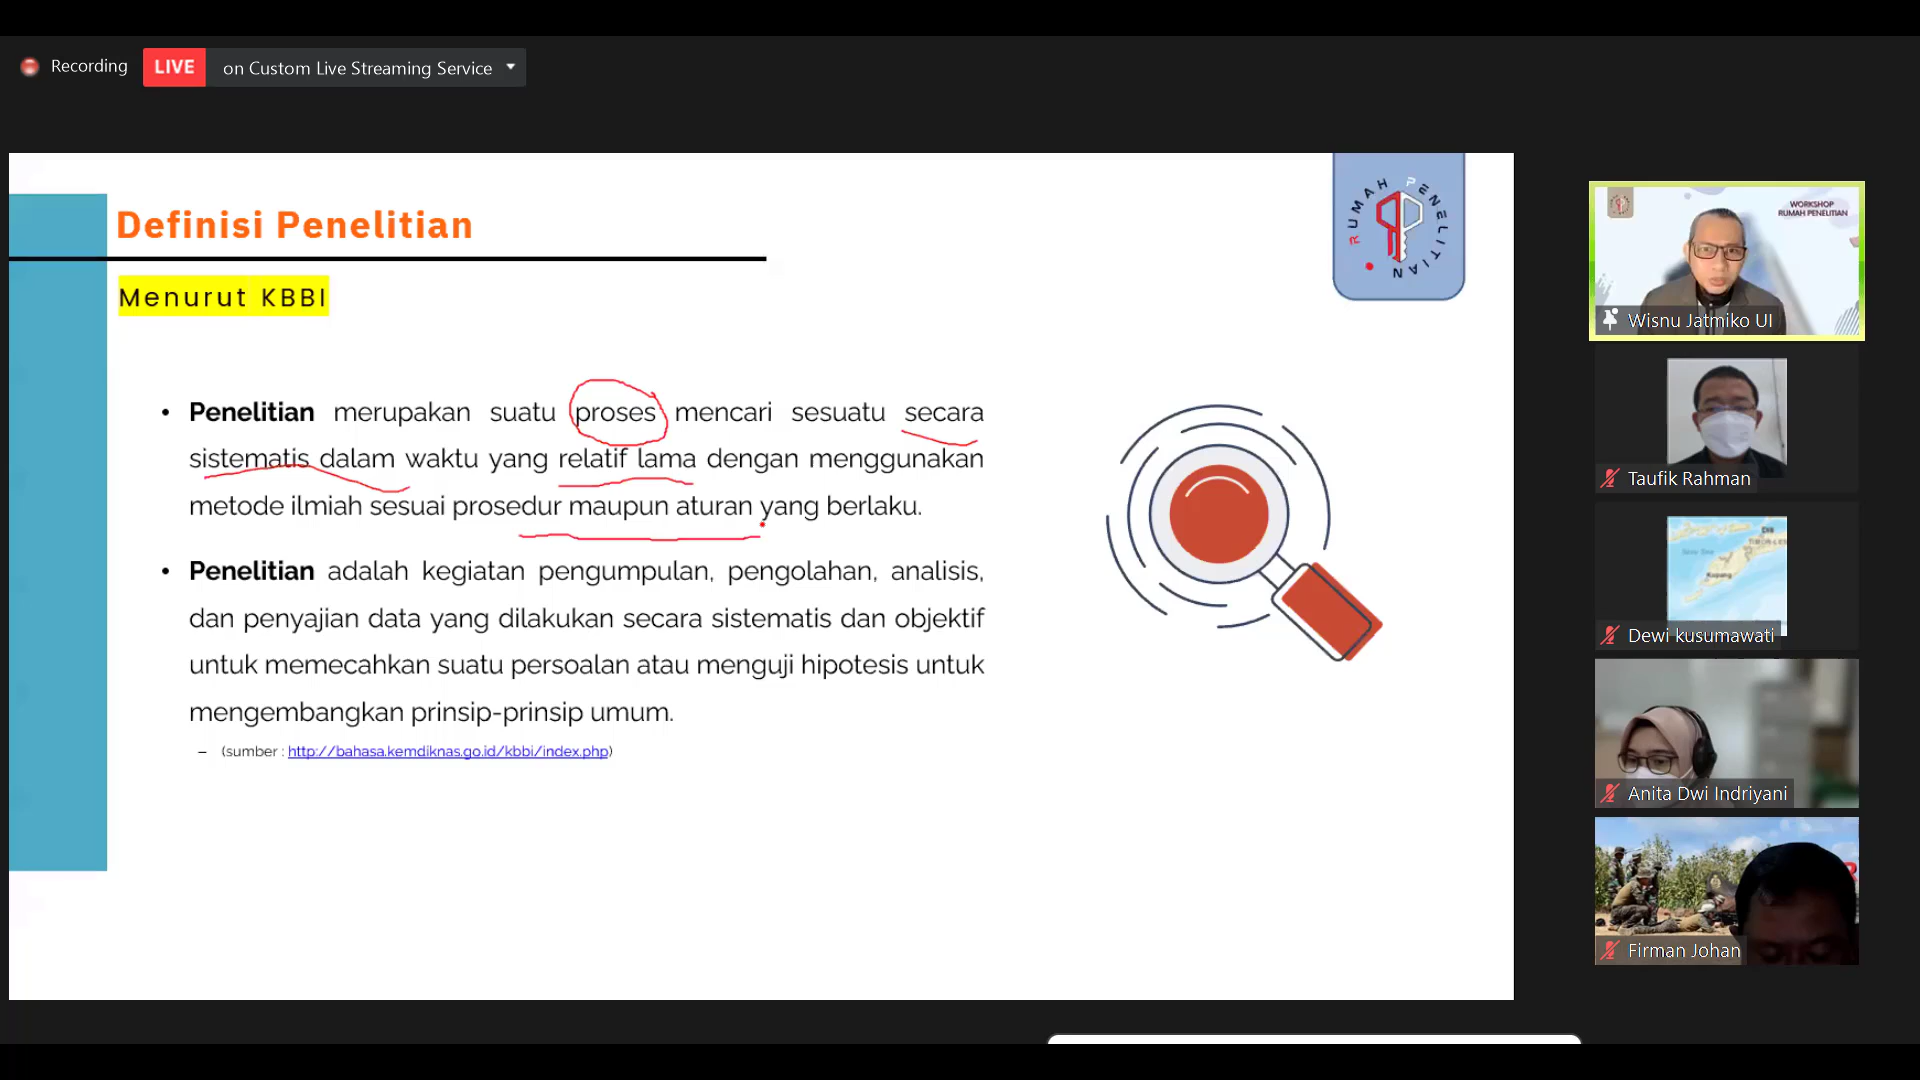 Recording LIVE on Custom Live Streaming Service
Definisi Penelitian
Menurut KBBI
RUMAH PENELITIAN
• Penelitian merupakan suatu proses mencari sesuatu secara
sistematis dalam waktu yang relatif lama dengan menggunakan
metode ilmiah sesuai prosedur maupun aturan yang berlaku.
• Penelitian adalah kegiatan pengumpulan, pengolahan, analisis,
dan penyajian data yang dilakukan secara sistematis dan objektif
untuk memecahkan suatu persoalan atau menguji hipotesis untuk
mengembangkan prinsip-prinsip umum.
– (sumber : http://bahasa.kemdiknas.go.id/kbbi/index.php)
WORKSHOP
RUMAH PENELITIAN
Wisnu Jatmiko UI
Taufik Rahman
Dili
Kupang
Dewi kusumawati
Anita Dwi Indriyani
Firman Johan